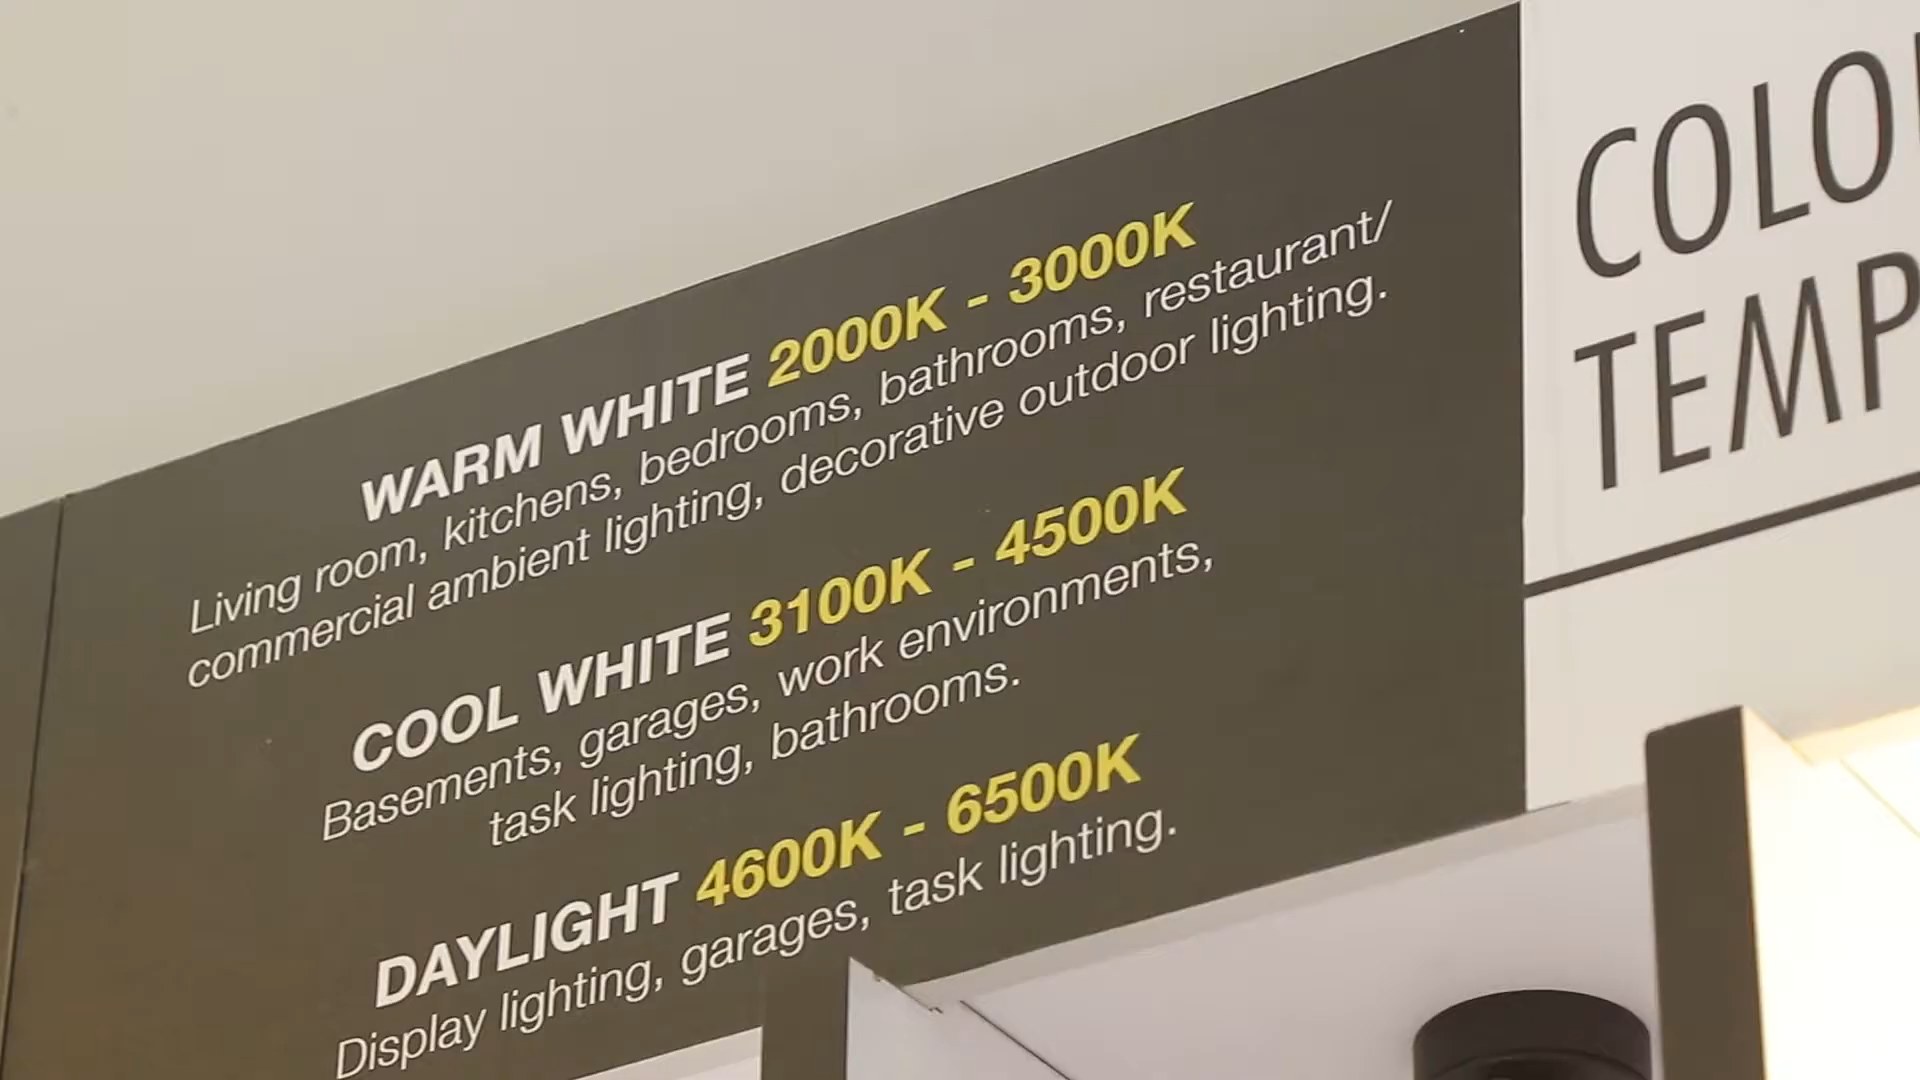 WARM WHITE 2000K - 3000K
Living room, kitchens, bedrooms, bathrooms, restaurant/
commercial ambient lighting, decorative outdoor lighting.
COOL WHITE 3100K - 4500K
Basements, garages, work environments,
task lighting, bathrooms.
DAYLIGHT 4600K - 6500K
Display lighting, garages, task lighting.
COLO
TEMP